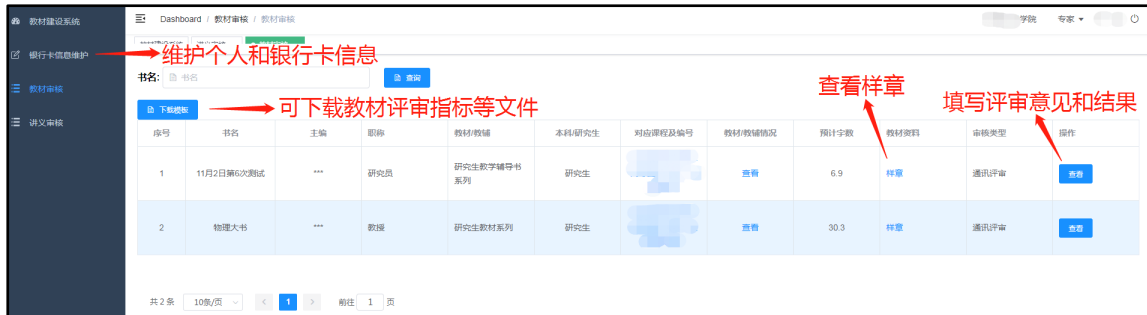 教材建设系统
Dashboard / 教材审核 / 教材审核
学院 专家
银行卡信息维护
维护个人和银行卡信息
教材审核
书名: 书名 查询
查看样章
讲义审核
下载模板
可下载教材评审指标等文件
填写评审意见和结果
序号 书名 主编 职称 教材/教辅 本科/研究生 对应课程及编号 教材/教辅情况 预计字数 教材资料 审核类型 操作
1 11月2日第6次测试 *** 研究员 研究生教学辅导书系列 研究生 查看 6.9 样章 通讯评审 查看
2 物理大书 *** 教授 研究生教材系列 研究生 查看 30.3 样章 通讯评审 查看
共 2 条 10条/页 < 1 > 前往 1 页